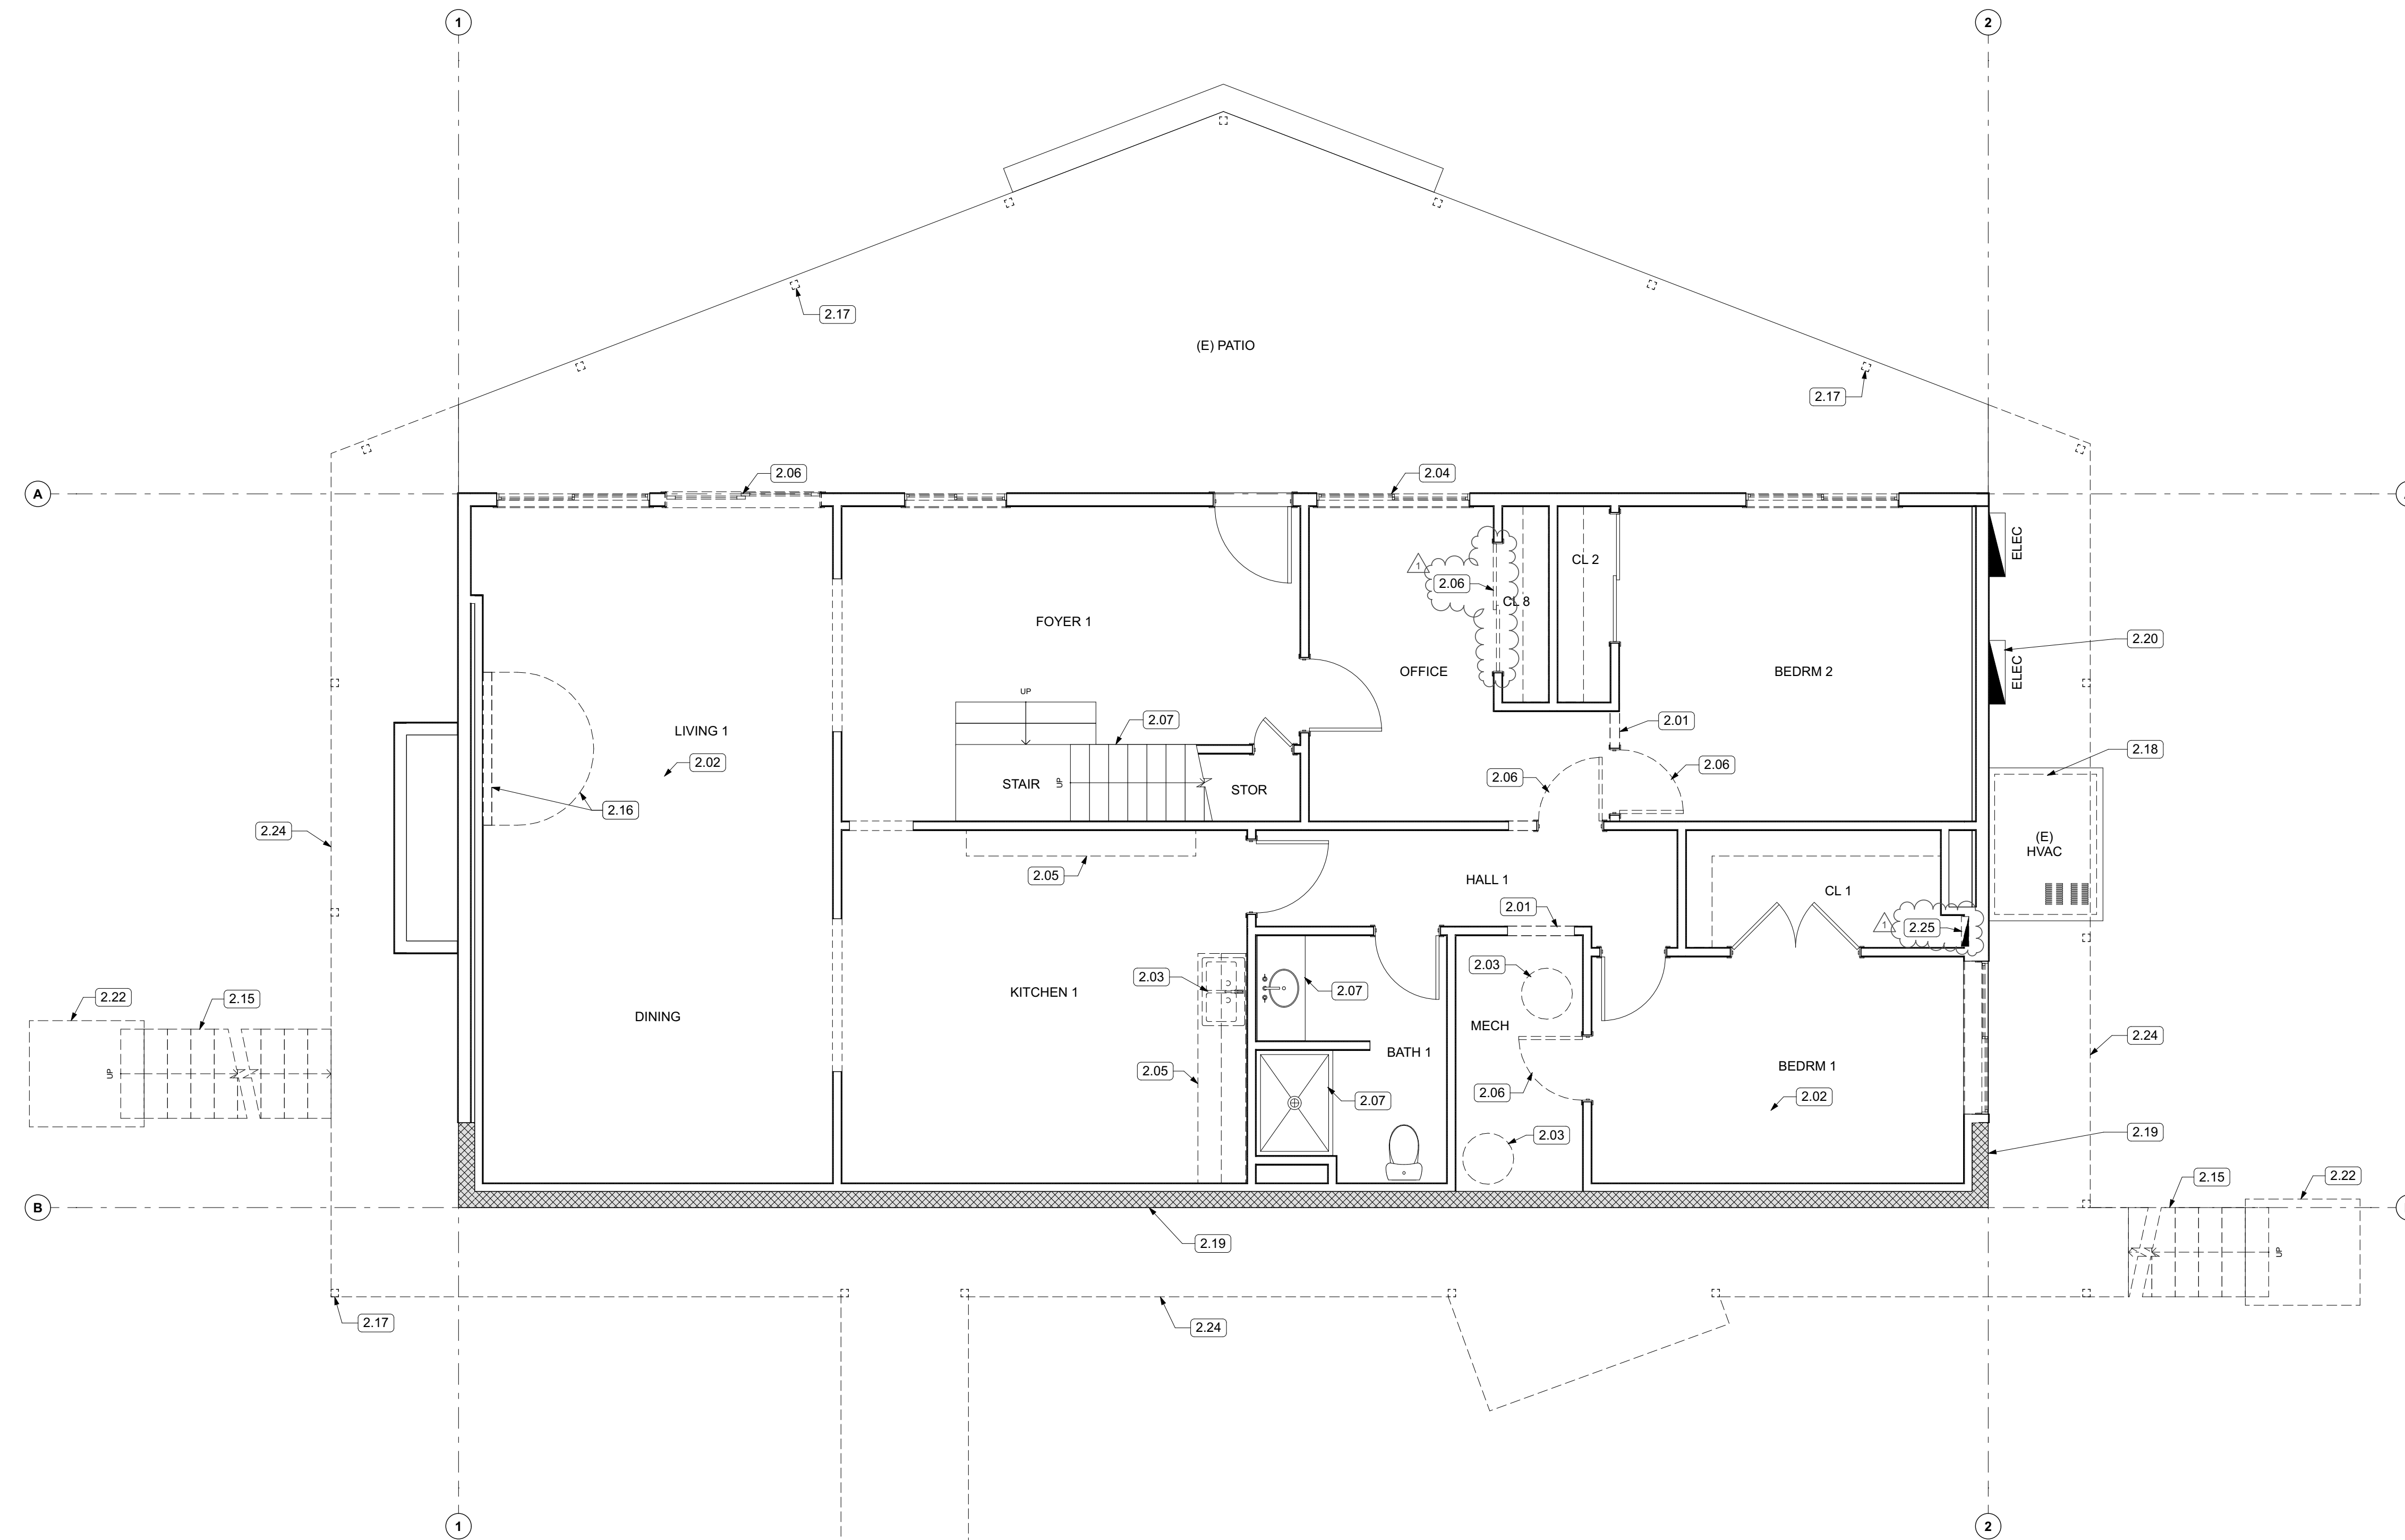 1
2
2.17
(E) PATIO
2.17
2.06
2.04
A
ELEC
1
2.06
CL 2
CL 8
FOYER 1
2.20
OFFICE
BEDRM 2
ELEC
UP
2.07
2.01
LIVING 1
2.18
2.02
2.06
2.06
STAIR
UP
STOR
2.16
2.24
(E)
HVAC
2.05
HALL 1
CL 1
2.01
1
2.25
2.03
2.03
2.07
KITCHEN 1
2.22
2.15
DINING
MECH
2.24
BATH 1
2.05
UP
BEDRM 1
2.06
2.02
2.07
2.03
2.19
2.15
2.22
B
2.19
UP
2.17
2.24
1
2